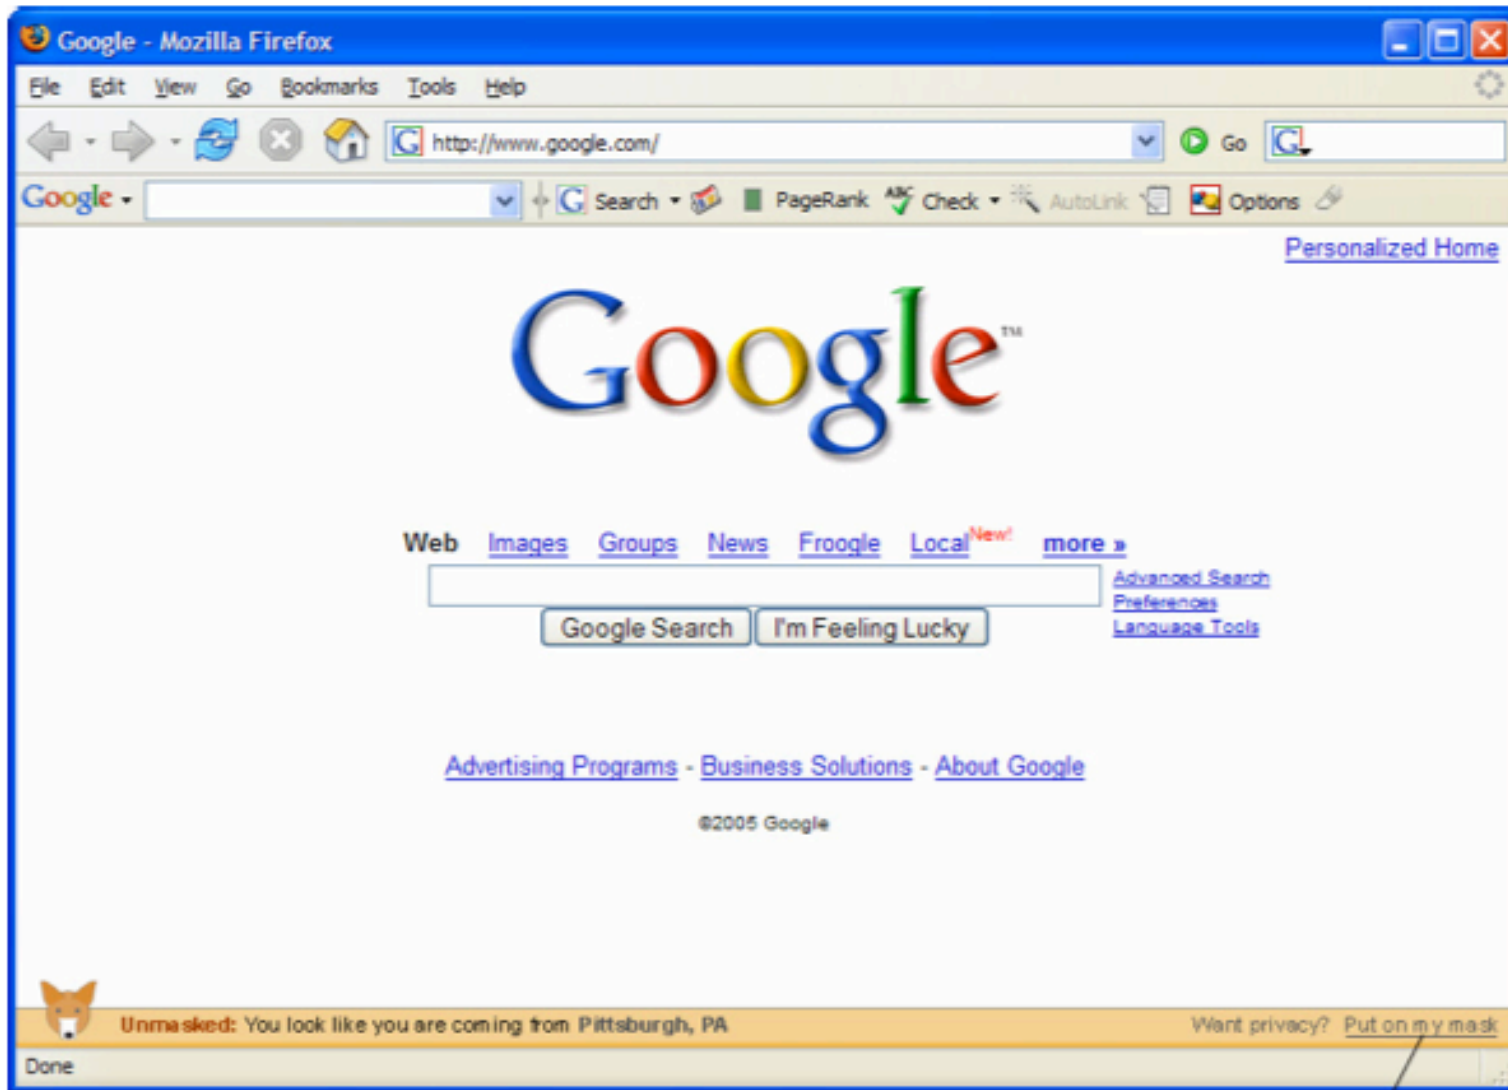 Google - Mozilla Firefox
File Edit View Go Bookmarks Tools Help
http://www.google.com/ Go G
Google Search PageRank ABC Check AutoLink Options
Personalized Home
Google™
Web Images Groups News Froogle Local New! more »
Advanced Search
Preferences
Language Tools
Google Search I'm Feeling Lucky
Advertising Programs - Business Solutions - About Google
©2005 Google
Unmasked: You look like you are coming from Pittsburgh, PA Want privacy? Put on my mask
Done